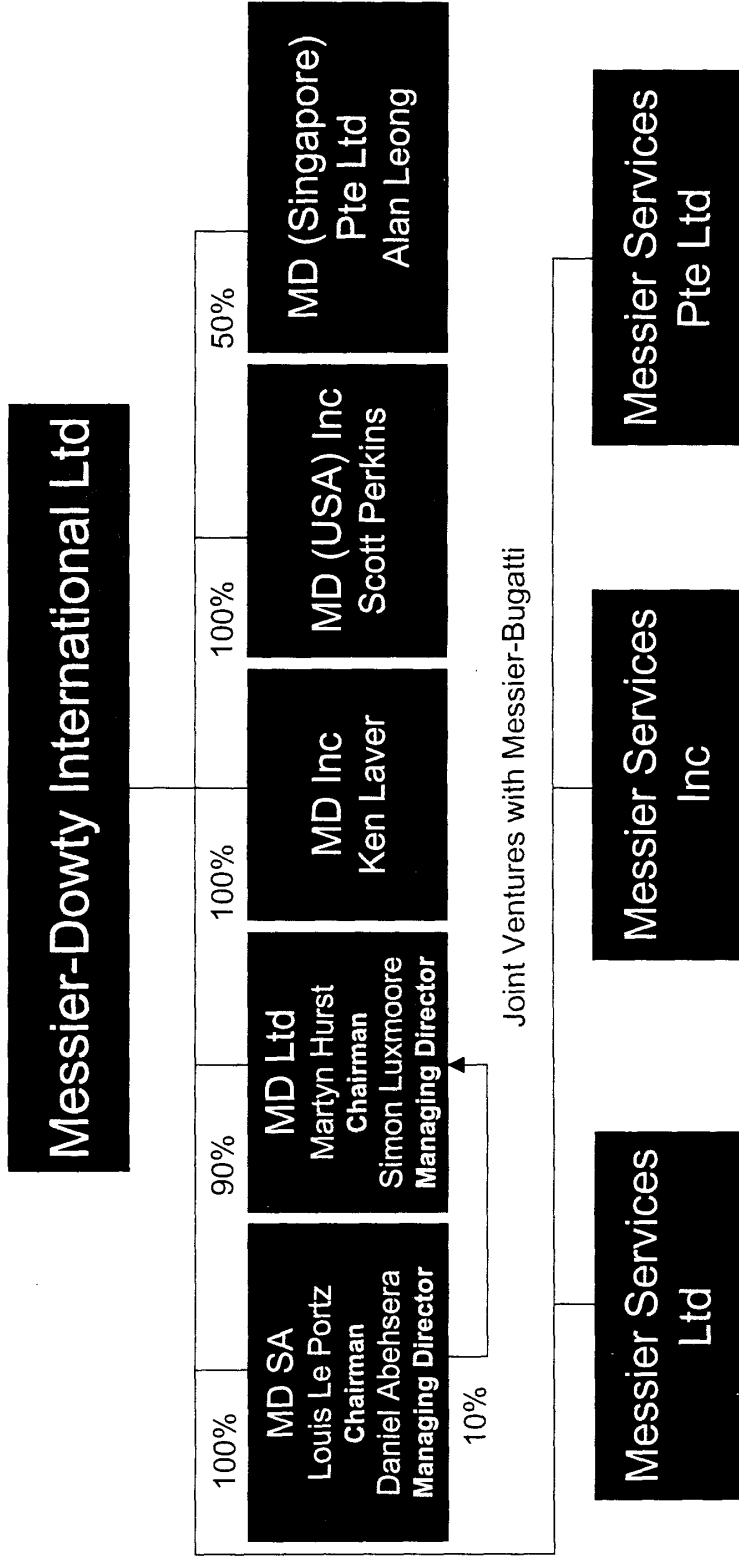 Messier-Dowty International Ltd
100%
90%
100%
100%
50%
MD SA
Louis Le Portz
Chairman
Daniel Abehsera
Managing Director
MD Ltd
Martyn Hurst
Chairman
Simon Luxmoore
Managing Director
MD Inc
Ken Laver
MD (USA) Inc
Scott Perkins
MD (Singapore)
Pte Ltd
Alan Leong
10%
Joint Ventures with Messier-Bugatti
Messier Services
Ltd
Messier Services
Inc
Messier Services
Pte Ltd